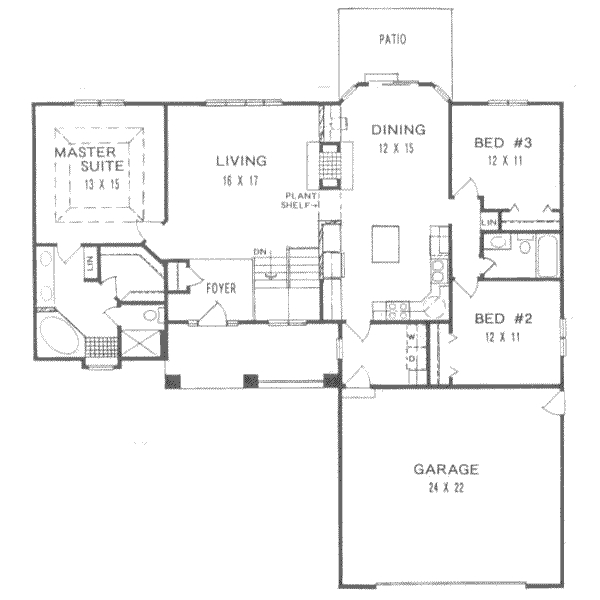 PATIO
DINING
12 X 15
BED #3
12 X 11
MASTER
SUITE
13 X 15
LIVING
16 X 17
PLANT
SHELF
LIN
LIN
DN
FOYER
BED #2
12 X 11
W
D
GARAGE
24 X 22